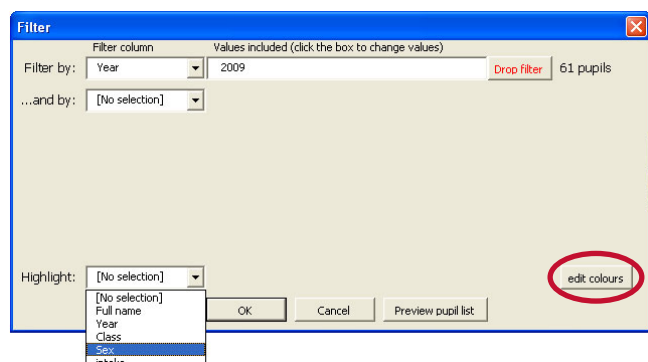 Filter
Filter column Values included (click the box to change values)
Filter by: Year 2009 Drop filter 61 pupils
...and by: [No selection]
Highlight: [No selection] edit colours
[No selection]
Full name OK Cancel Preview pupil list
Year
Class
Sex
intake